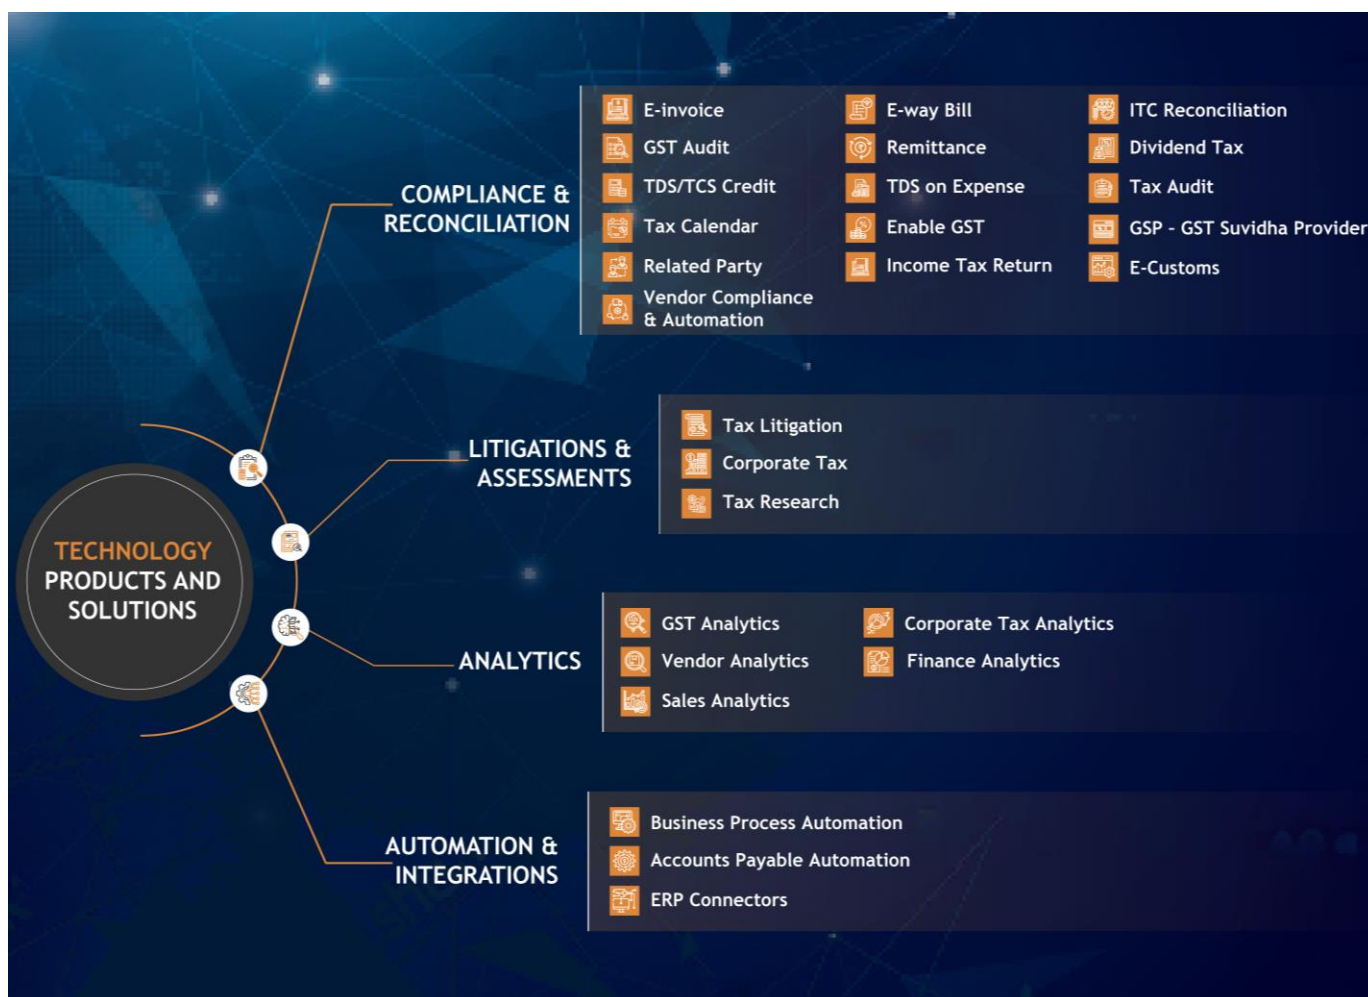 TECHNOLOGY
PRODUCTS AND
SOLUTIONS
COMPLIANCE &
RECONCILIATION
E-invoice
E-way Bill
ITC Reconciliation
GST Audit
Remittance
Dividend Tax
TDS/TCS Credit
TDS on Expense
Tax Audit
Tax Calendar
Enable GST
GSP - GST Suvidha Provider
Related Party
Income Tax Return
E-Customs
Vendor Compliance
& Automation
LITIGATIONS &
ASSESSMENTS
Tax Litigation
Corporate Tax
Tax Research
ANALYTICS
GST Analytics
Corporate Tax Analytics
Vendor Analytics
Finance Analytics
Sales Analytics
AUTOMATION &
INTEGRATIONS
Business Process Automation
Accounts Payable Automation
ERP Connectors